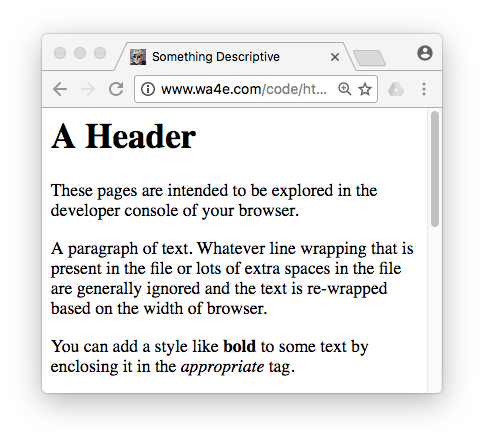 Something Descriptive
www.wa4e.com/code/ht...
A Header
These pages are intended to be explored in the
developer console of your browser.
A paragraph of text. Whatever line wrapping that is
present in the file or lots of extra spaces in the file
are generally ignored and the text is re-wrapped
based on the width of browser.
You can add a style like bold to some text by
enclosing it in the appropriate tag.